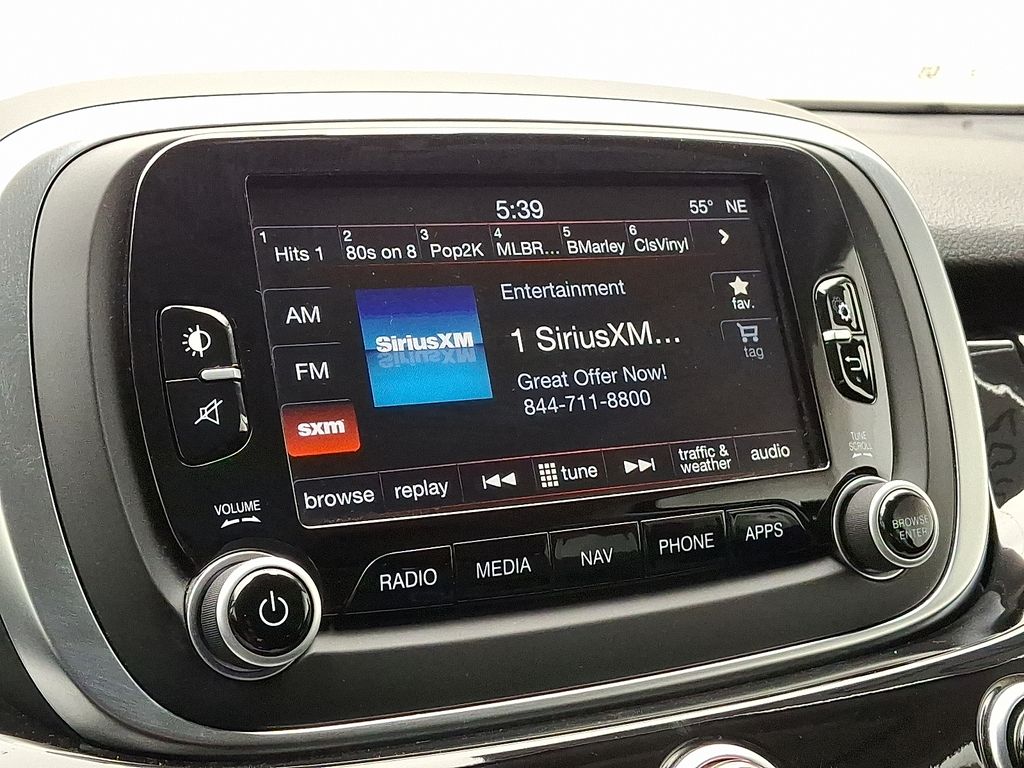 5:39
55° NE
1 Hits 1
2 80s on 8
3 Pop2K
4 MLBR...
5 BMarley
6 ClsVinyl
AM
FM
sxm
SiriusXM
Entertainment
1 SiriusXM...
Great Offer Now!
844-711-8800
fav.
tag
browse
replay
tune
traffic &
weather
audio
VOLUME
TUNE
SCROLL
BROWSE
ENTER
RADIO
MEDIA
NAV
PHONE
APPS